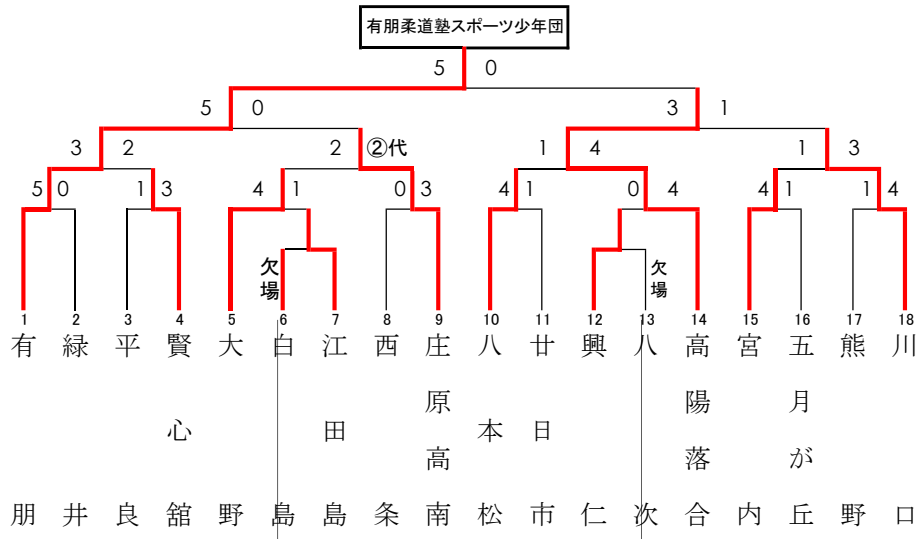 有朋柔道塾スポーツ少年団
5 0
5 0 3 1
3 2 2 ②代 1 4 1 3
5 0 1 3 4 1 0 3 4 1 0 4 4 1 1 4
欠場 欠場
1 2 3 4 5 6 7 8 9 10 11 12 13 14 15 16 17 18
有朋
緑井
平良
賢心舘
大野
白島
江田島
西条
庄原高南
八本松
廿日市
興仁
八次
高陽落合
宮内
五月が丘
熊野
川口